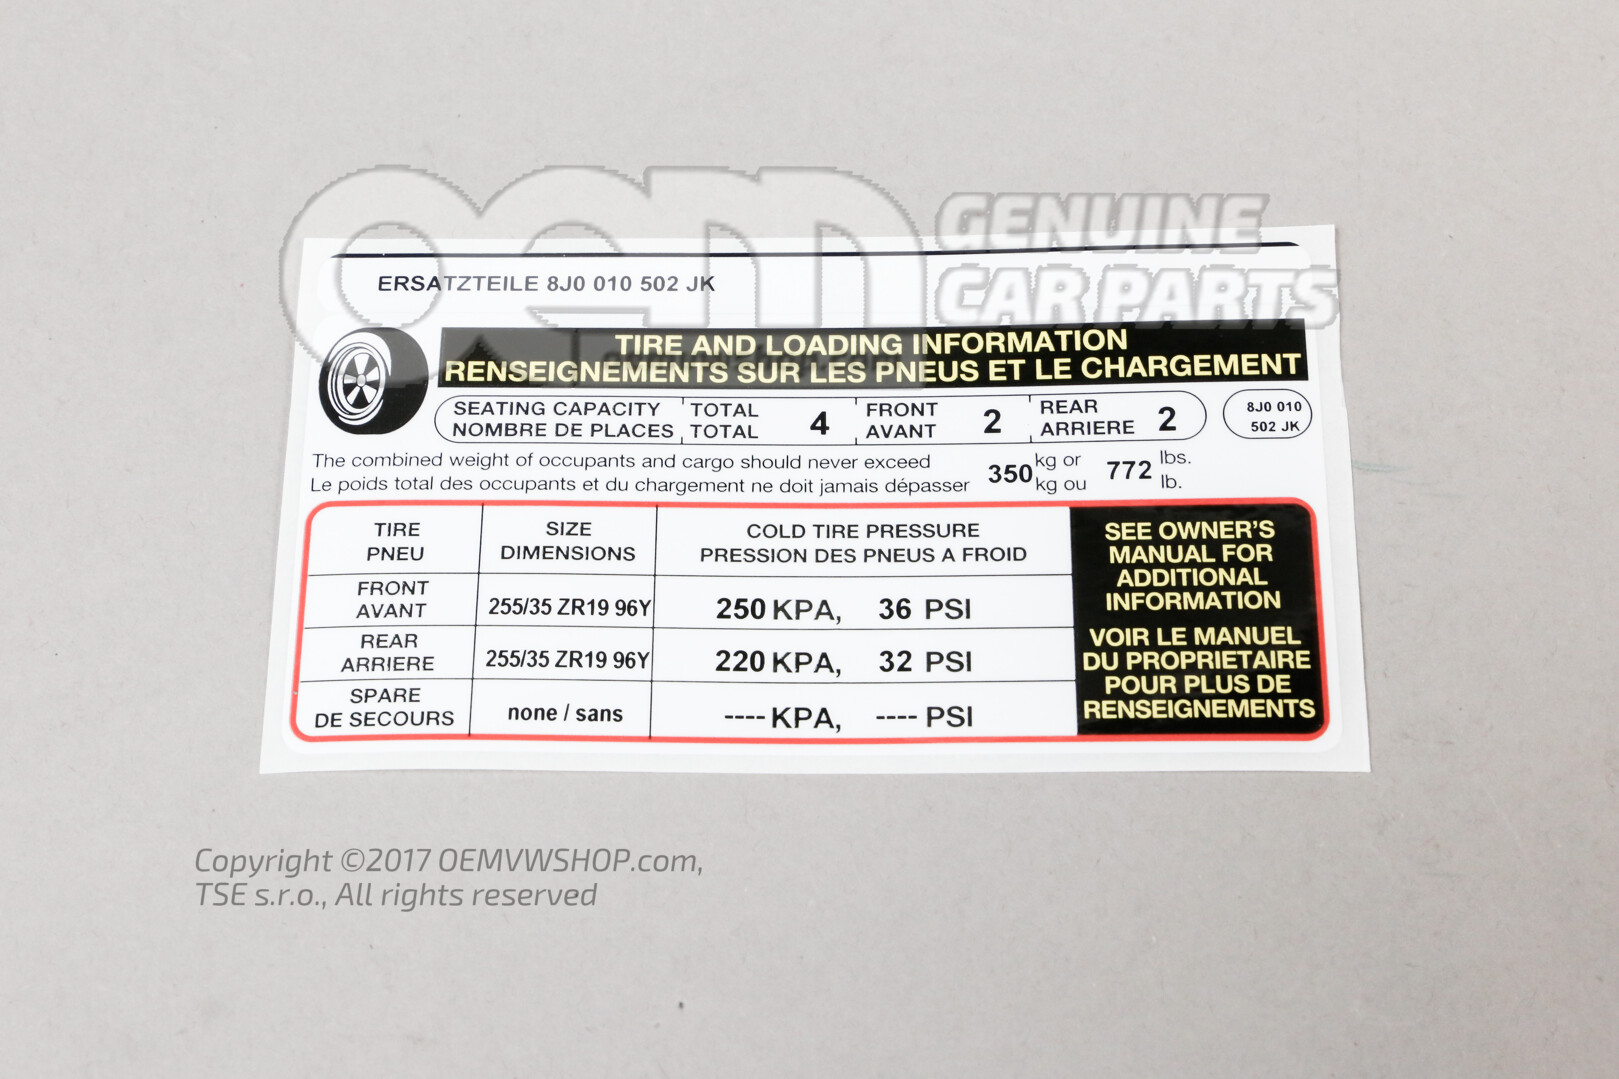 oem GENUINE
CAR PARTS
ERSATZTEILE 8J0 010 502 JK
TIRE AND LOADING INFORMATION
RENSEIGNEMENTS SUR LES PNEUS ET LE CHARGEMENT
SEATING CAPACITY TOTAL 4 FRONT 2 REAR 2 8J0 010
NOMBRE DE PLACES TOTAL AVANT ARRIERE 502 JK
The combined weight of occupants and cargo should never exceed 350 kg or 772 lbs.
Le poids total des occupants et du chargement ne doit jamais dépasser kg ou lb.
TIRE SIZE COLD TIRE PRESSURE
PNEU DIMENSIONS PRESSION DES PNEUS A FROID
FRONT
AVANT 255/35 ZR19 96Y 250 KPA, 36 PSI
REAR
ARRIERE 255/35 ZR19 96Y 220 KPA, 32 PSI
SPARE
DE SECOURS none / sans ---- KPA, ---- PSI
SEE OWNER'S
MANUAL FOR
ADDITIONAL
INFORMATION
VOIR LE MANUEL
DU PROPRIETAIRE
POUR PLUS DE
RENSEIGNEMENTS
Copyright ©2017 OEMVWSHOP.com,
TSE s.r.o., All rights reserved